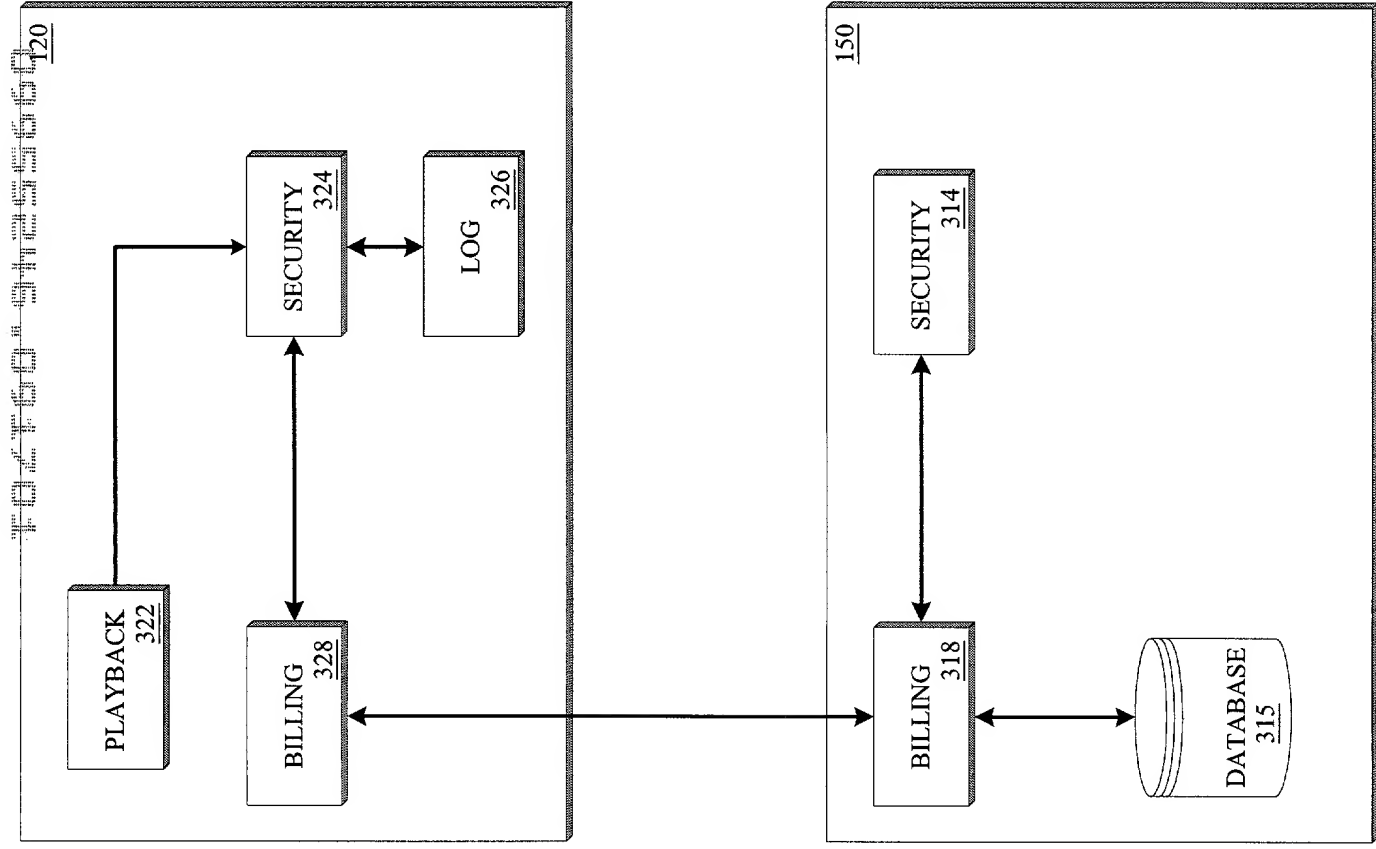 120
PLAYBACK
322
BILLING
328
SECURITY
324
LOG
326
150
BILLING
318
SECURITY
314
DATABASE
315